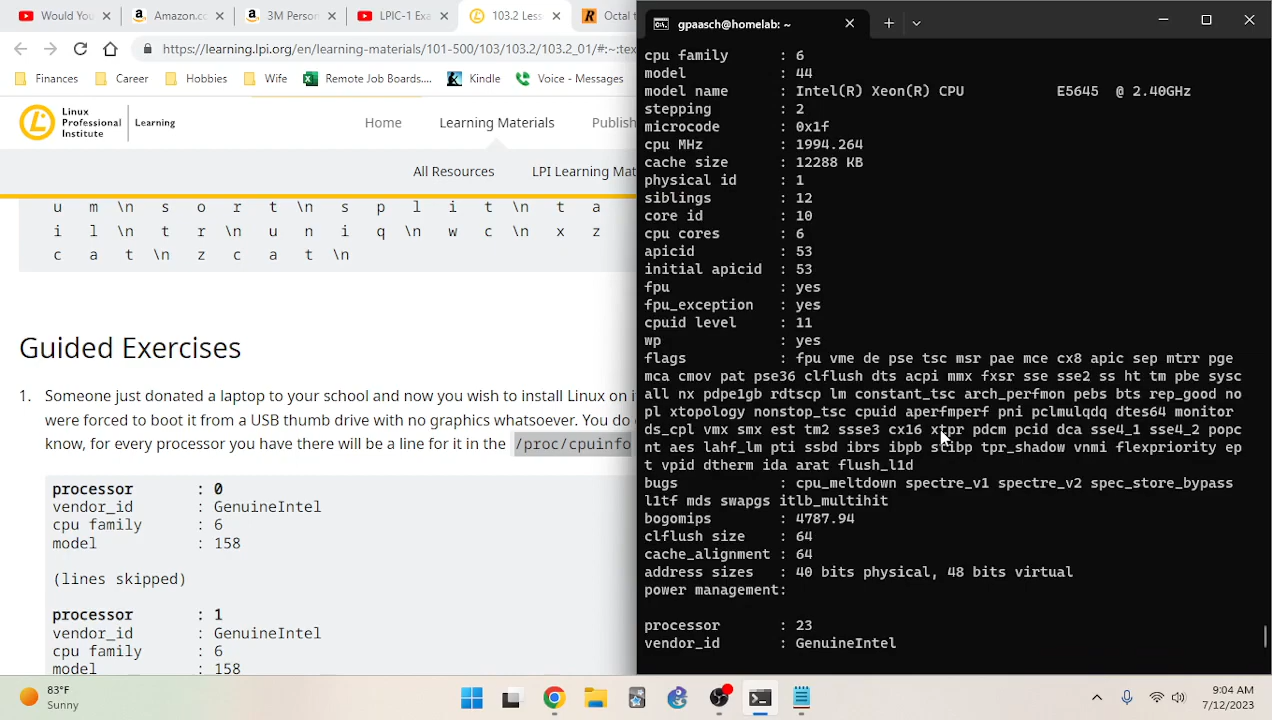 Would You
Amazon.c
3M Person
LPIC-1 Exa
103.2 Less
Octal to
https://learning.lpi.org/en/learning-materials/101-500/103/103.2/103.2_01/#:~:tex
Finances
Career
Hobbies
Wife
Remote Job Boards....
Kindle
Voice - Messages
Linux
Professional
Institute
Learning
Home
Learning Materials
Publish
All Resources
LPI Learning Mat
u m \n s o r t \n s p l i t \n t a
i l \n t r \n u n i q \n w c \n x z
c a t \n z c a t \n
Guided Exercises
1. Someone just donated a laptop to your school and now you wish to install Linux on i
were forced to boot it from a USB thumb drive with no graphics whatsoever. You do
know, for every processor you have there will be a line for it in the /proc/cpuinfo
processor : 0
vendor_id : GenuineIntel
cpu family : 6
model : 158
(lines skipped)
processor : 1
vendor_id : GenuineIntel
cpu family : 6
model : 158
gpaasch@homelab: ~
cpu family : 6
model : 44
model name : Intel(R) Xeon(R) CPU E5645 @ 2.40GHz
stepping : 2
microcode : 0x1f
cpu MHz : 1994.264
cache size : 12288 KB
physical id : 1
siblings : 12
core id : 10
cpu cores : 6
apicid : 53
initial apicid : 53
fpu : yes
fpu_exception : yes
cpuid level : 11
wp : yes
flags : fpu vme de pse tsc msr pae mce cx8 apic sep mtrr pge
mca cmov pat pse36 clflush dts acpi mmx fxsr sse sse2 ss ht tm pbe sysc
all nx pdpe1gb rdtscp lm constant_tsc arch_perfmon pebs bts rep_good no
pl xtopology nonstop_tsc cpuid aperfmperf pni pclmulqdq dtes64 monitor
ds_cpl vmx smx est tm2 ssse3 cx16 xtpr pdcm pcid dca sse4_1 sse4_2 popc
nt aes lahf_lm pti ssbd ibrs ibpb stibp tpr_shadow vnmi flexpriority ep
t vpid dtherm ida arat flush_l1d
bugs : cpu_meltdown spectre_v1 spectre_v2 spec_store_bypass
l1tf mds swapgs itlb_multihit
bogomips : 4787.94
clflush size : 64
cache_alignment : 64
address sizes : 40 bits physical, 48 bits virtual
power management:
processor : 23
vendor_id : GenuineIntel
83°F
Sunny
9:04 AM
7/12/2023